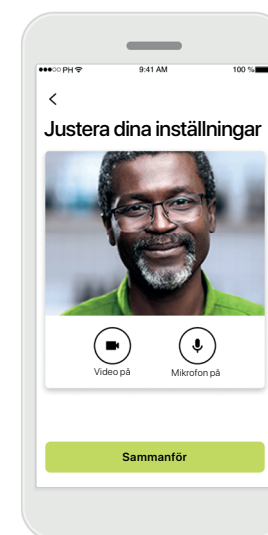 PH 9:41 AM 100 %
Justera dina inställningar
Video på Mikrofon på
Sammanför